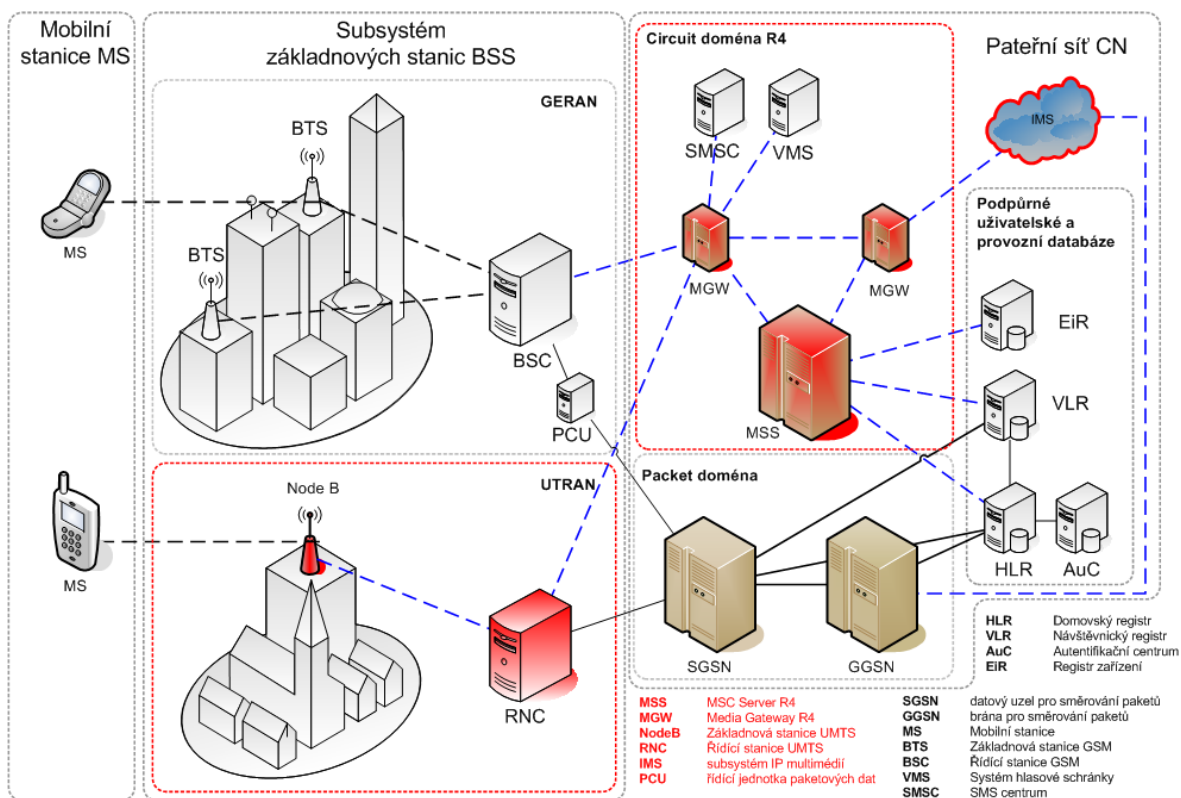 Mobilní
stanice MS
Subsystém
základnových stanic BSS
GERAN
BTS
BTS
MS
BSC
PCU
UTRAN
Node B
MS
RNC
Circuit doména R4
Pateřní síť CN
SMSC
VMS
IMS
MGW
MGW
MSS
Podpůrné
uživatelské a
provozní databáze
EiR
VLR
HLR
AuC
Packet doména
SGSN
GGSN
HLR Domovský registr
VLR Návštěvnický registr
AuC Autentifikační centrum
EiR Registr zařízení
MSS MSC Server R4
MGW Media Gateway R4
NodeB Základnová stanice UMTS
RNC Řídící stanice UMTS
IMS subsystém IP multimédií
PCU řídící jednotka paketových dat
SGSN datový uzel pro směrování paketů
GGSN brána pro směrování paketů
MS Mobilní stanice
BTS Základnová stanice GSM
BSC Řídící stanice GSM
VMS Systém hlasové schránky
SMSC SMS centrum